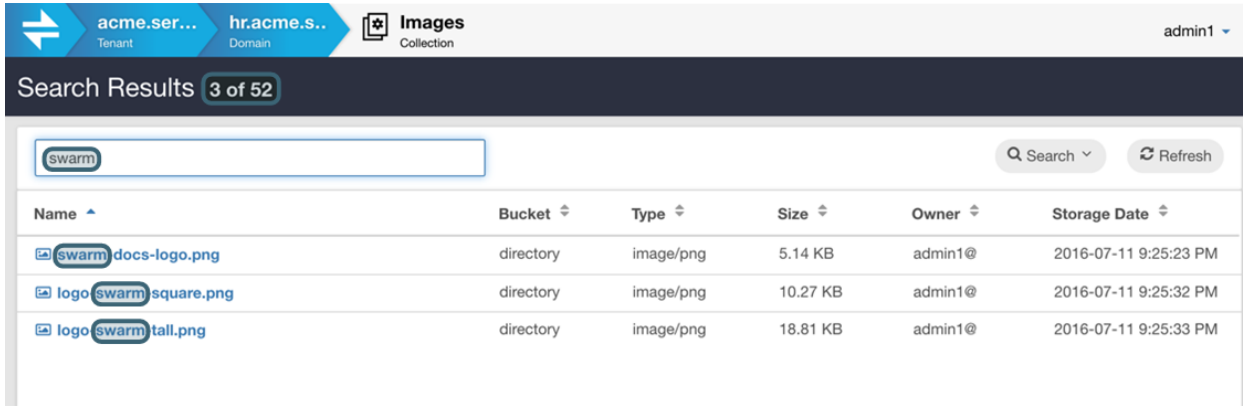 acme.ser... hr.acme.s.. Images admin1
Tenant Domain Collection
Search Results 3 of 52
swarm Search Refresh
Name Bucket Type Size Owner Storage Date
swarm-docs-logo.png directory image/png 5.14 KB admin1@ 2016-07-11 9:25:23 PM
logo-swarm-square.png directory image/png 10.27 KB admin1@ 2016-07-11 9:25:32 PM
logo-swarm-tall.png directory image/png 18.81 KB admin1@ 2016-07-11 9:25:33 PM